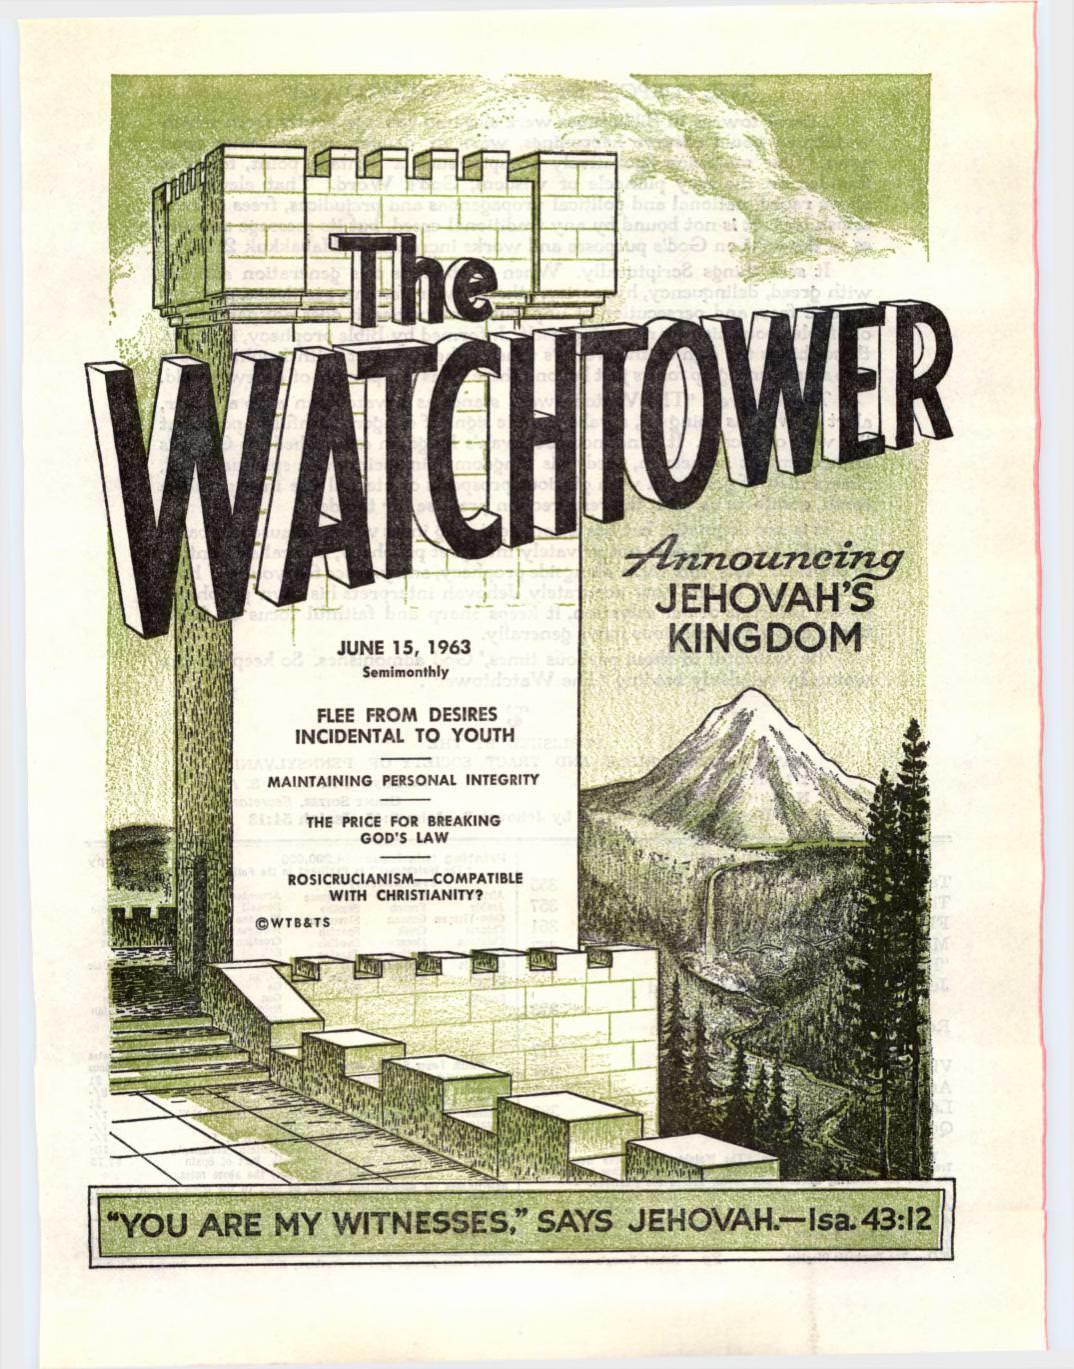 The
WATCHTOWER
Announcing
JEHOVAH'S
KINGDOM
JUNE 15, 1963
Semimonthly
FLEE FROM DESIRES
INCIDENTAL TO YOUTH
MAINTAINING PERSONAL INTEGRITY
THE PRICE FOR BREAKING
GOD'S LAW
ROSICRUCIANISM—COMPATIBLE
WITH CHRISTIANITY?
©WTB&TS
“YOU ARE MY WITNESSES,” SAYS JEHOVAH.—Isa. 43:12